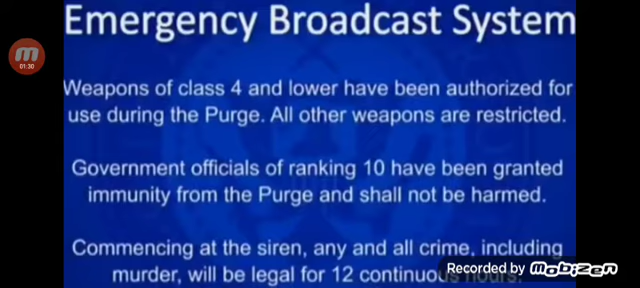 Emergency Broadcast System
01:30
Weapons of class 4 and lower have been authorized for
use during the Purge. All other weapons are restricted.
Government officials of ranking 10 have been granted
immunity from the Purge and shall not be harmed.
Commencing at the siren, any and all crime, including
murder, will be legal for 12 continuous hours.
Recorded by Mobizen